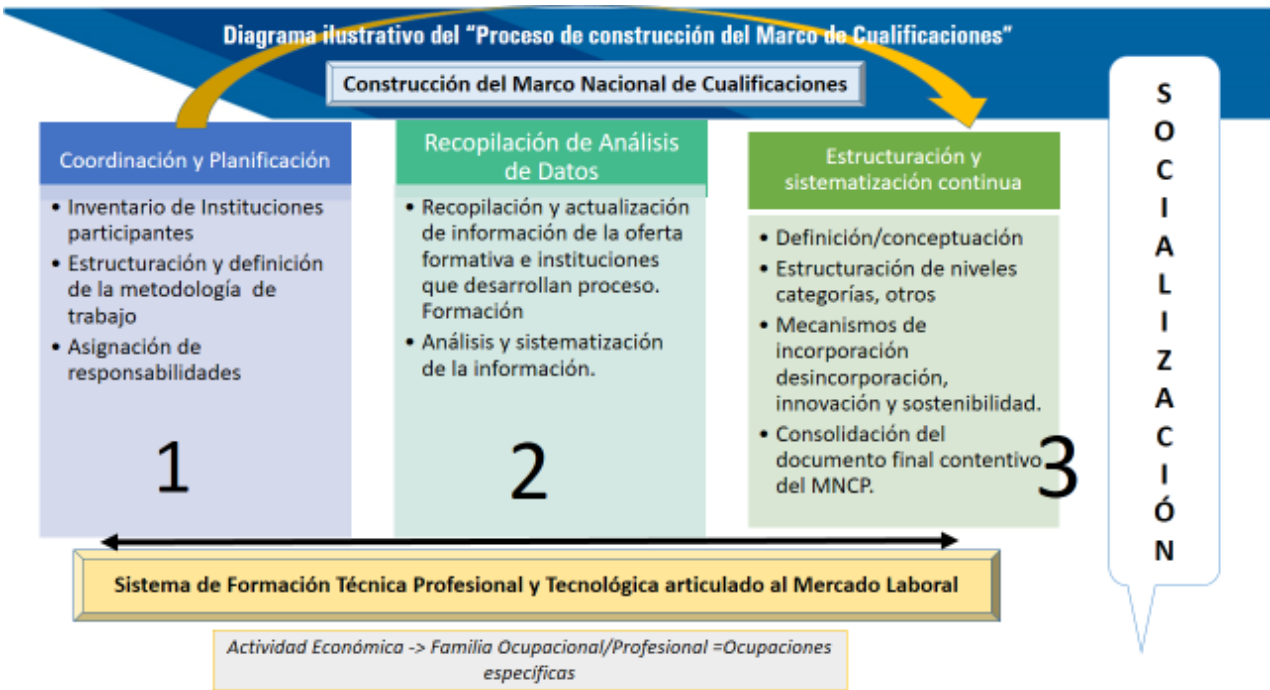 Diagrama ilustrativo del “Proceso de construcción del Marco de Cualificaciones”
Construcción del Marco Nacional de Cualificaciones
Coordinación y Planificación
• Inventario de Instituciones
participantes
• Estructuración y definición
de la metodología de
trabajo
• Asignación de
responsabilidades
1
Recopilación de Análisis
de Datos
• Recopilación y actualización
de información de la oferta
formativa e instituciones
que desarrollan proceso.
Formación
• Análisis y sistematización
de la información.
2
Estructuración y
sistematización continua
• Definición/conceptuación
• Estructuración de niveles
categorías, otros
• Mecanismos de
incorporación
desincorporación,
innovación y sostenibilidad.
• Consolidación del
documento final contentivo
del MNCP.
3
SOCIALIZACIÓN
Sistema de Formación Técnica Profesional y Tecnológica articulado al Mercado Laboral
Actividad Económica -> Familia Ocupacional/Profesional =Ocupaciones
específicas